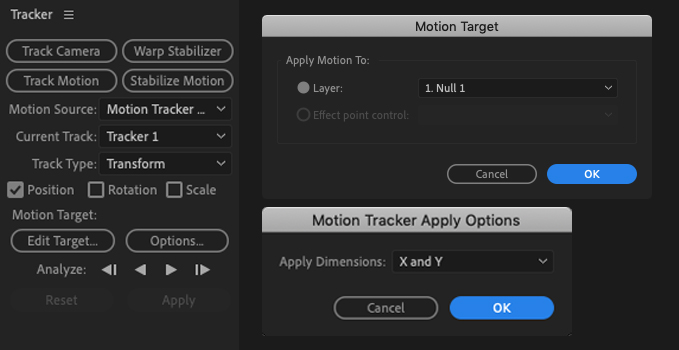 Tracker
Track Camera
Warp Stabilizer
Track Motion
Stabilize Motion
Motion Source: Motion Tracker ...
Current Track: Tracker 1
Track Type: Transform
Position
Rotation
Scale
Motion Target:
Edit Target...
Options...
Analyze:
Reset
Apply
Motion Target
Apply Motion To:
Layer: 1. Null 1
Effect point control:
Cancel
OK
Motion Tracker Apply Options
Apply Dimensions: X and Y
Cancel
OK